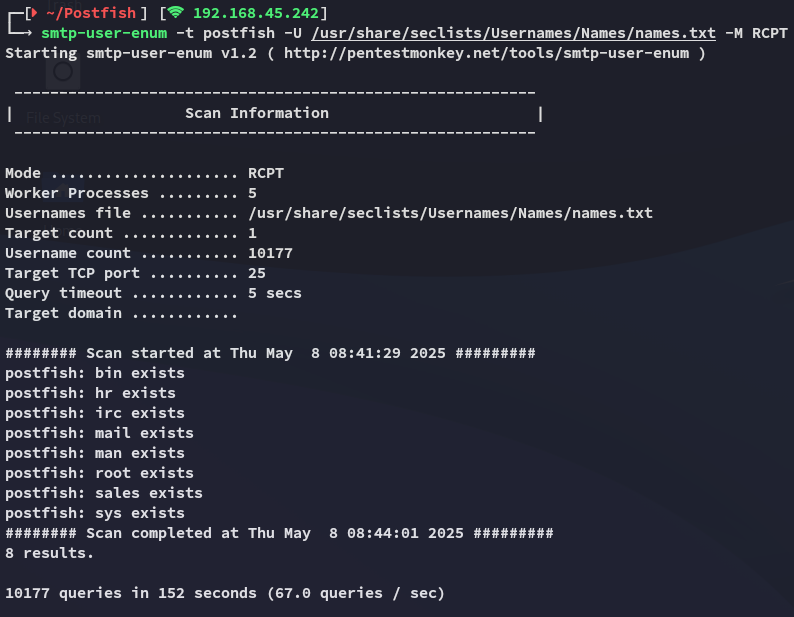 ~/Postfish] [192.168.45.242]
smtp-user-enum -t postfish -U /usr/share/seclists/Usernames/Names/names.txt -M RCPT
Starting smtp-user-enum v1.2 ( http://pentestmonkey.net/tools/smtp-user-enum )
----------------------------------------------------------
|                   Scan Information                        |
----------------------------------------------------------
File System
Mode ..................... RCPT
Worker Processes ......... 5
Usernames file ........... /usr/share/seclists/Usernames/Names/names.txt
Target count ............. 1
Username count ........... 10177
Target TCP port .......... 25
Query timeout ............ 5 secs
Target domain ............
######## Scan started at Thu May  8 08:41:29 2025 #########
postfish: bin exists
postfish: hr exists
postfish: irc exists
postfish: mail exists
postfish: man exists
postfish: root exists
postfish: sales exists
postfish: sys exists
######## Scan completed at Thu May  8 08:44:01 2025 #########
8 results.
10177 queries in 152 seconds (67.0 queries / sec)